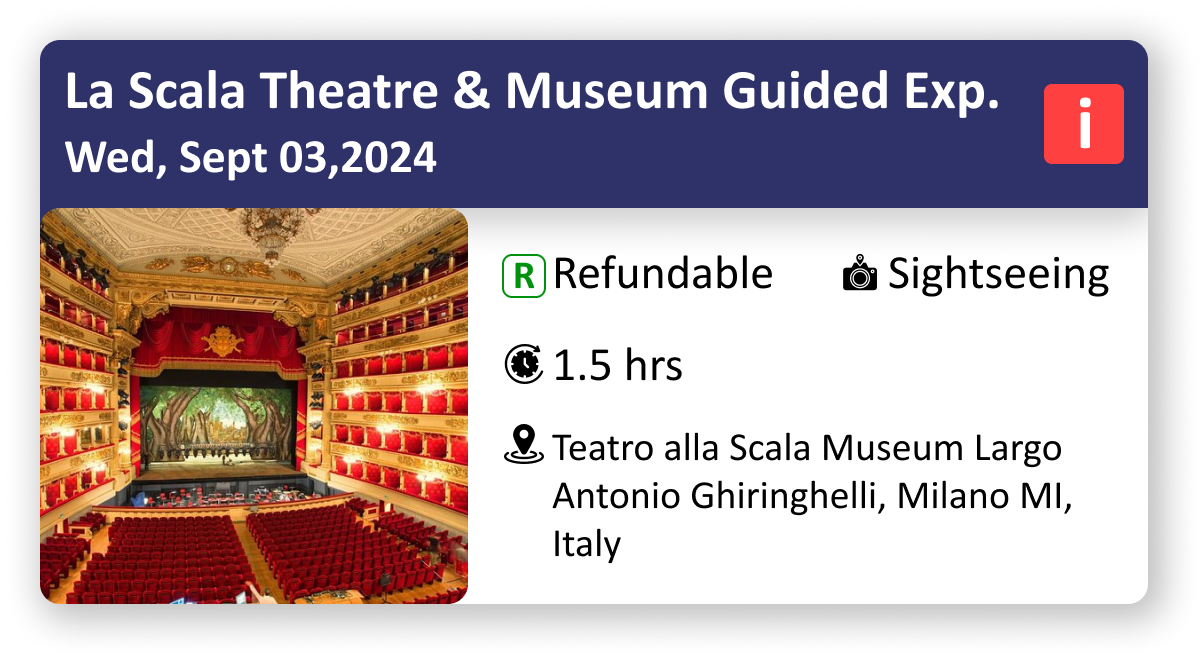 La Scala Theatre & Museum Guided Exp.
Wed, Sept 03,2024
i
R Refundable
Sightseeing
1.5 hrs
Teatro alla Scala Museum Largo
Antonio Ghiringhelli, Milano MI,
Italy